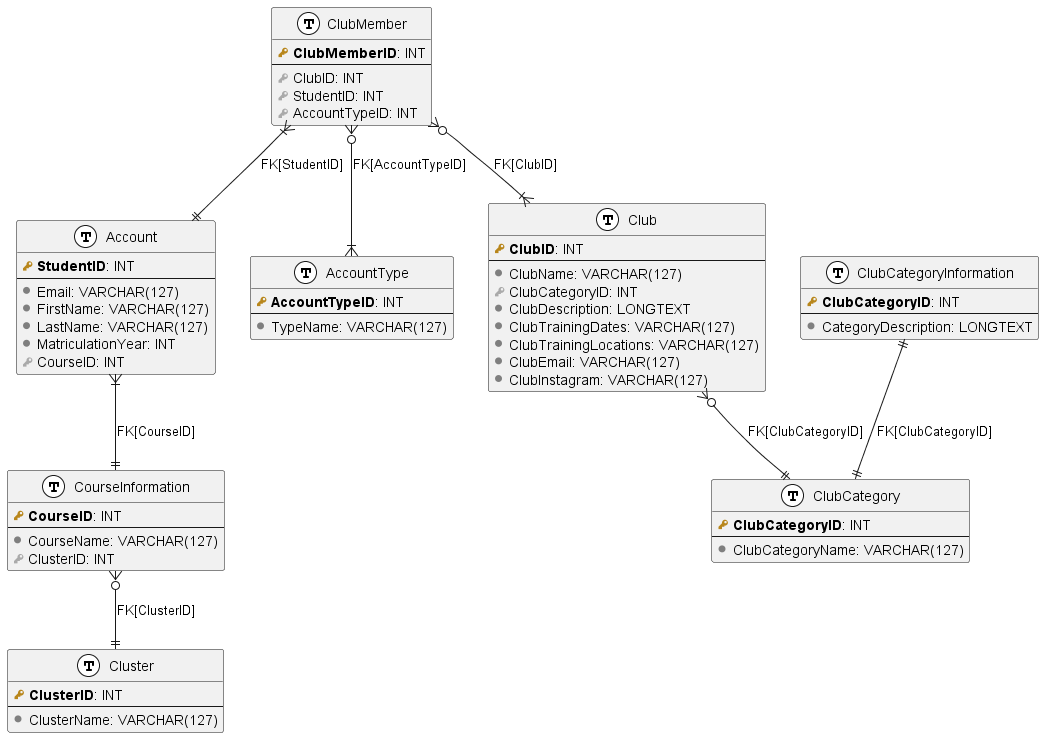 T ClubMember
ClubMemberID: INT
ClubID: INT
StudentID: INT
AccountTypeID: INT
FK[StudentID]
FK[AccountTypeID]
FK[ClubID]
T Account
StudentID: INT
Email: VARCHAR(127)
FirstName: VARCHAR(127)
LastName: VARCHAR(127)
MatriculationYear: INT
CourseID: INT
T AccountType
AccountTypeID: INT
TypeName: VARCHAR(127)
T Club
ClubID: INT
ClubName: VARCHAR(127)
ClubCategoryID: INT
ClubDescription: LONGTEXT
ClubTrainingDates: VARCHAR(127)
ClubTrainingLocations: VARCHAR(127)
ClubEmail: VARCHAR(127)
ClubInstagram: VARCHAR(127)
T ClubCategoryInformation
ClubCategoryID: INT
CategoryDescription: LONGTEXT
FK[CourseID]
FK[ClubCategoryID]
FK[ClubCategoryID]
T CourseInformation
CourseID: INT
CourseName: VARCHAR(127)
ClusterID: INT
T ClubCategory
ClubCategoryID: INT
ClubCategoryName: VARCHAR(127)
FK[ClusterID]
T Cluster
ClusterID: INT
ClusterName: VARCHAR(127)